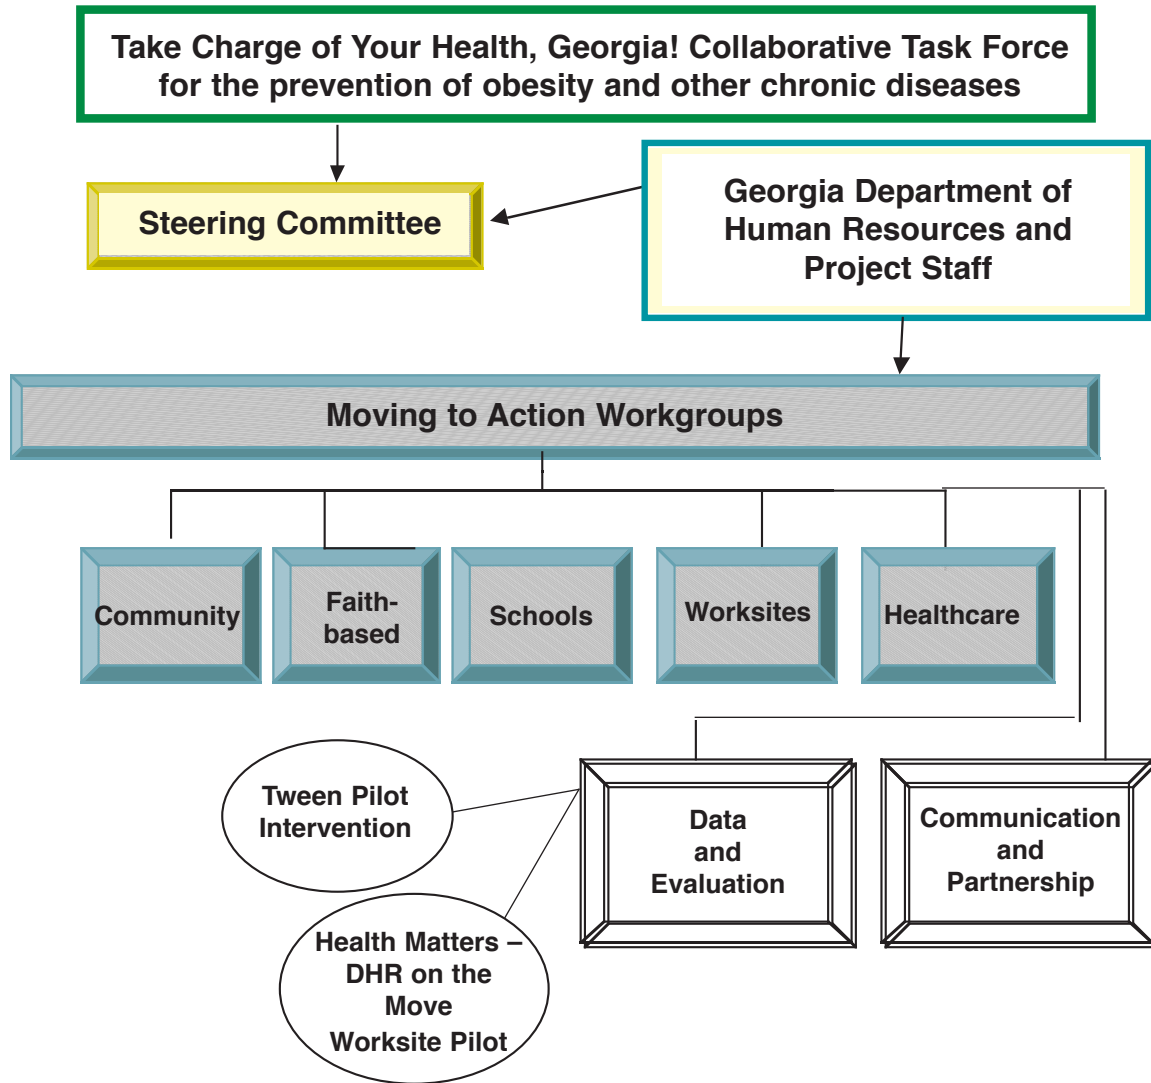 Take Charge of Your Health, Georgia! Collaborative Task Force
for the prevention of obesity and other chronic diseases
Steering Committee
Georgia Department of
Human Resources and
Project Staff
Moving to Action Workgroups
Community
Faith-
based
Schools
Worksites
Healthcare
Tween Pilot
Intervention
Data
and
Evaluation
Communication
and
Partnership
Health Matters –
DHR on the
Move
Worksite Pilot